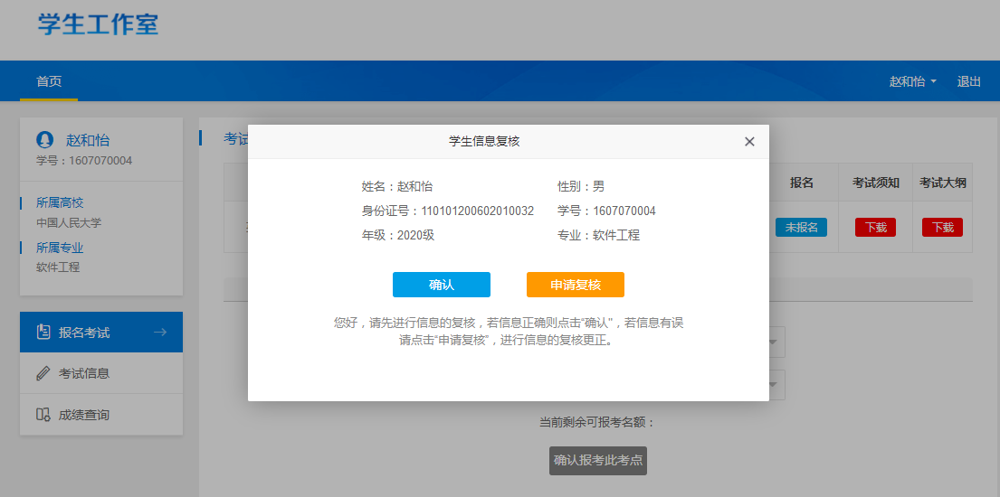 学生工作室
首页
赵和怡
退出
赵和怡
学号：1607070004
所属高校
中国人民大学
所属专业
软件工程
报名考试
考试信息
成绩查询
考试
报名
考试须知
考试大纲
未报名
下载
下载
学生信息复核
姓名：赵和怡
性别：男
身份证号：110101200602010032
学号：1607070004
年级：2020级
专业：软件工程
确认
申请复核
您好，请先进行信息的复核，若信息正确则点击“确认”，若信息有误
请点击“申请复核”，进行信息的复核更正。
当前剩余可报考名额：
确认报考此考点